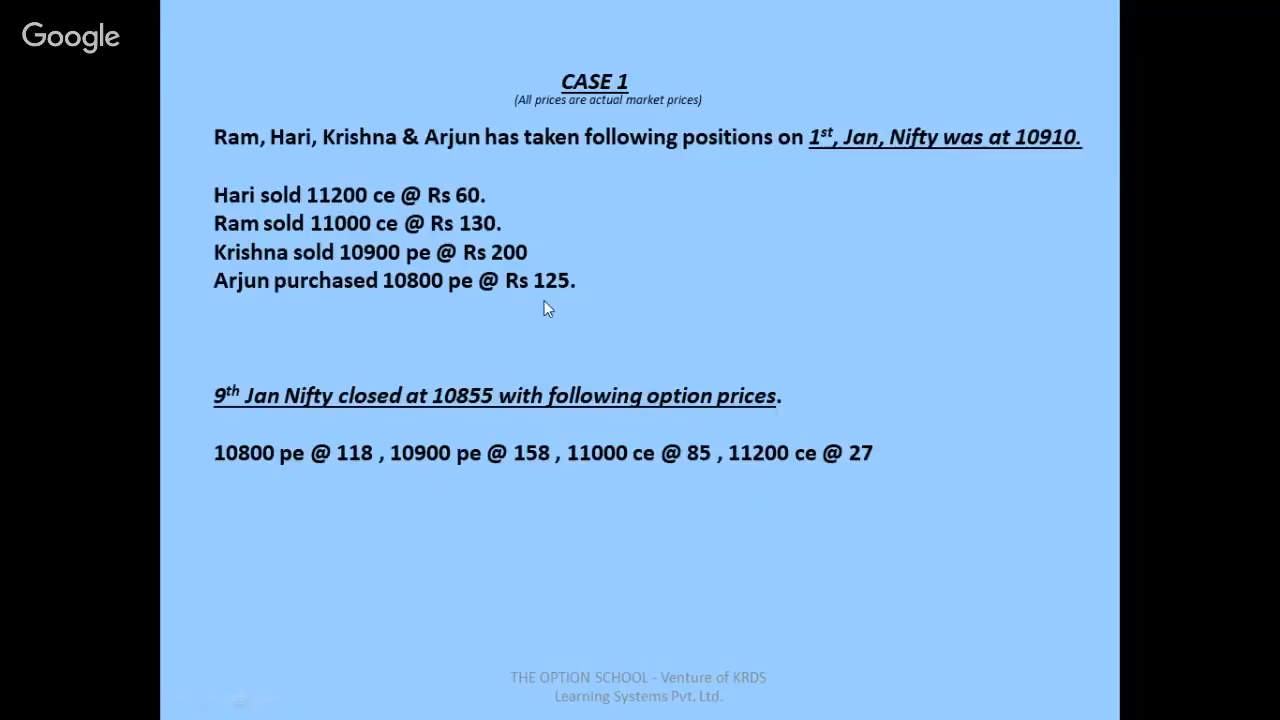 Google
CASE 1
(All prices are actual market prices)
Ram, Hari, Krishna & Arjun has taken following positions on 1st, Jan, Nifty was at 10910.
Hari sold 11200 ce @ Rs 60.
Ram sold 11000 ce @ Rs 130.
Krishna sold 10900 pe @ Rs 200
Arjun purchased 10800 pe @ Rs 125.
9th Jan Nifty closed at 10855 with following option prices.
10800 pe @ 118 , 10900 pe @ 158 , 11000 ce @ 85 , 11200 ce @ 27
THE OPTION SCHOOL - Venture of KRDS
Learning Systems Pvt. Ltd.